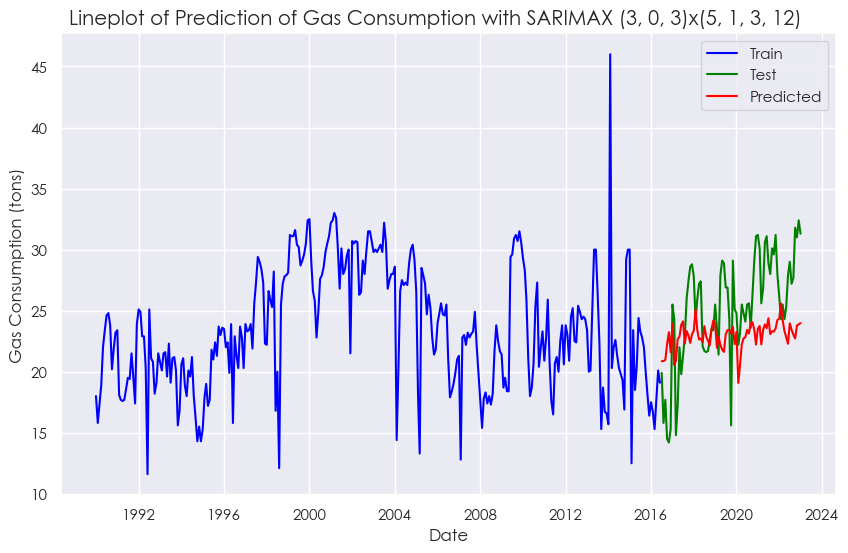 Lineplot of Prediction of Gas Consumption with SARIMAX (3, 0, 3)x(5, 1, 3, 12)
Train
Test
Predicted
Gas Consumption (tons)
45
40
35
30
25
20
15
10
1992
1996
2000
2004
2008
2012
2016
2020
2024
Date